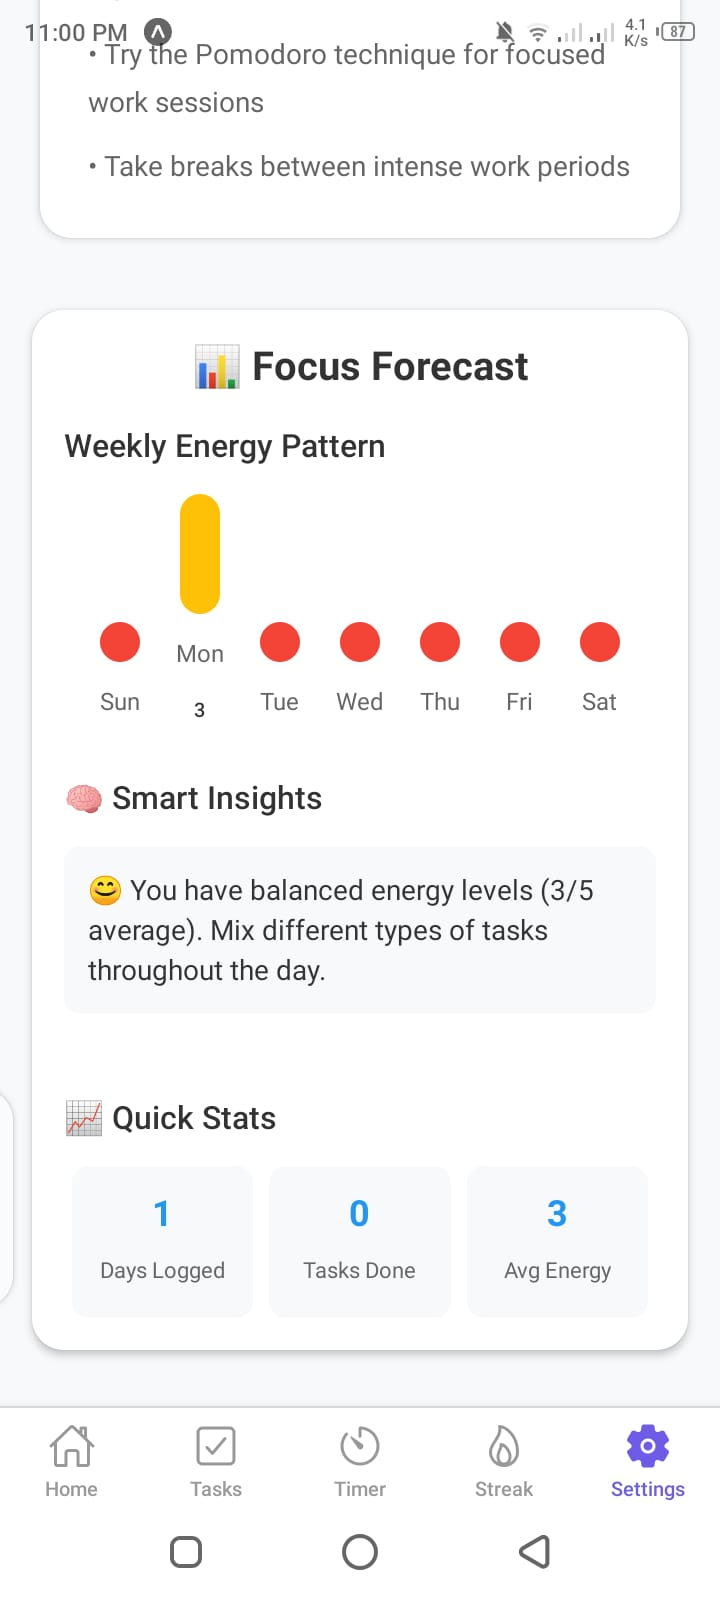 11:00 PM
4.1
K/s
87
• Try the Pomodoro technique for focused
work sessions
• Take breaks between intense work periods
📊 Focus Forecast
Weekly Energy Pattern
Sun Mon Tue Wed Thu Fri Sat
3
🧠 Smart Insights
😊 You have balanced energy levels (3/5
average). Mix different types of tasks
throughout the day.
📈 Quick Stats
1 0 3
Days Logged Tasks Done Avg Energy
Home Tasks Timer Streak Settings